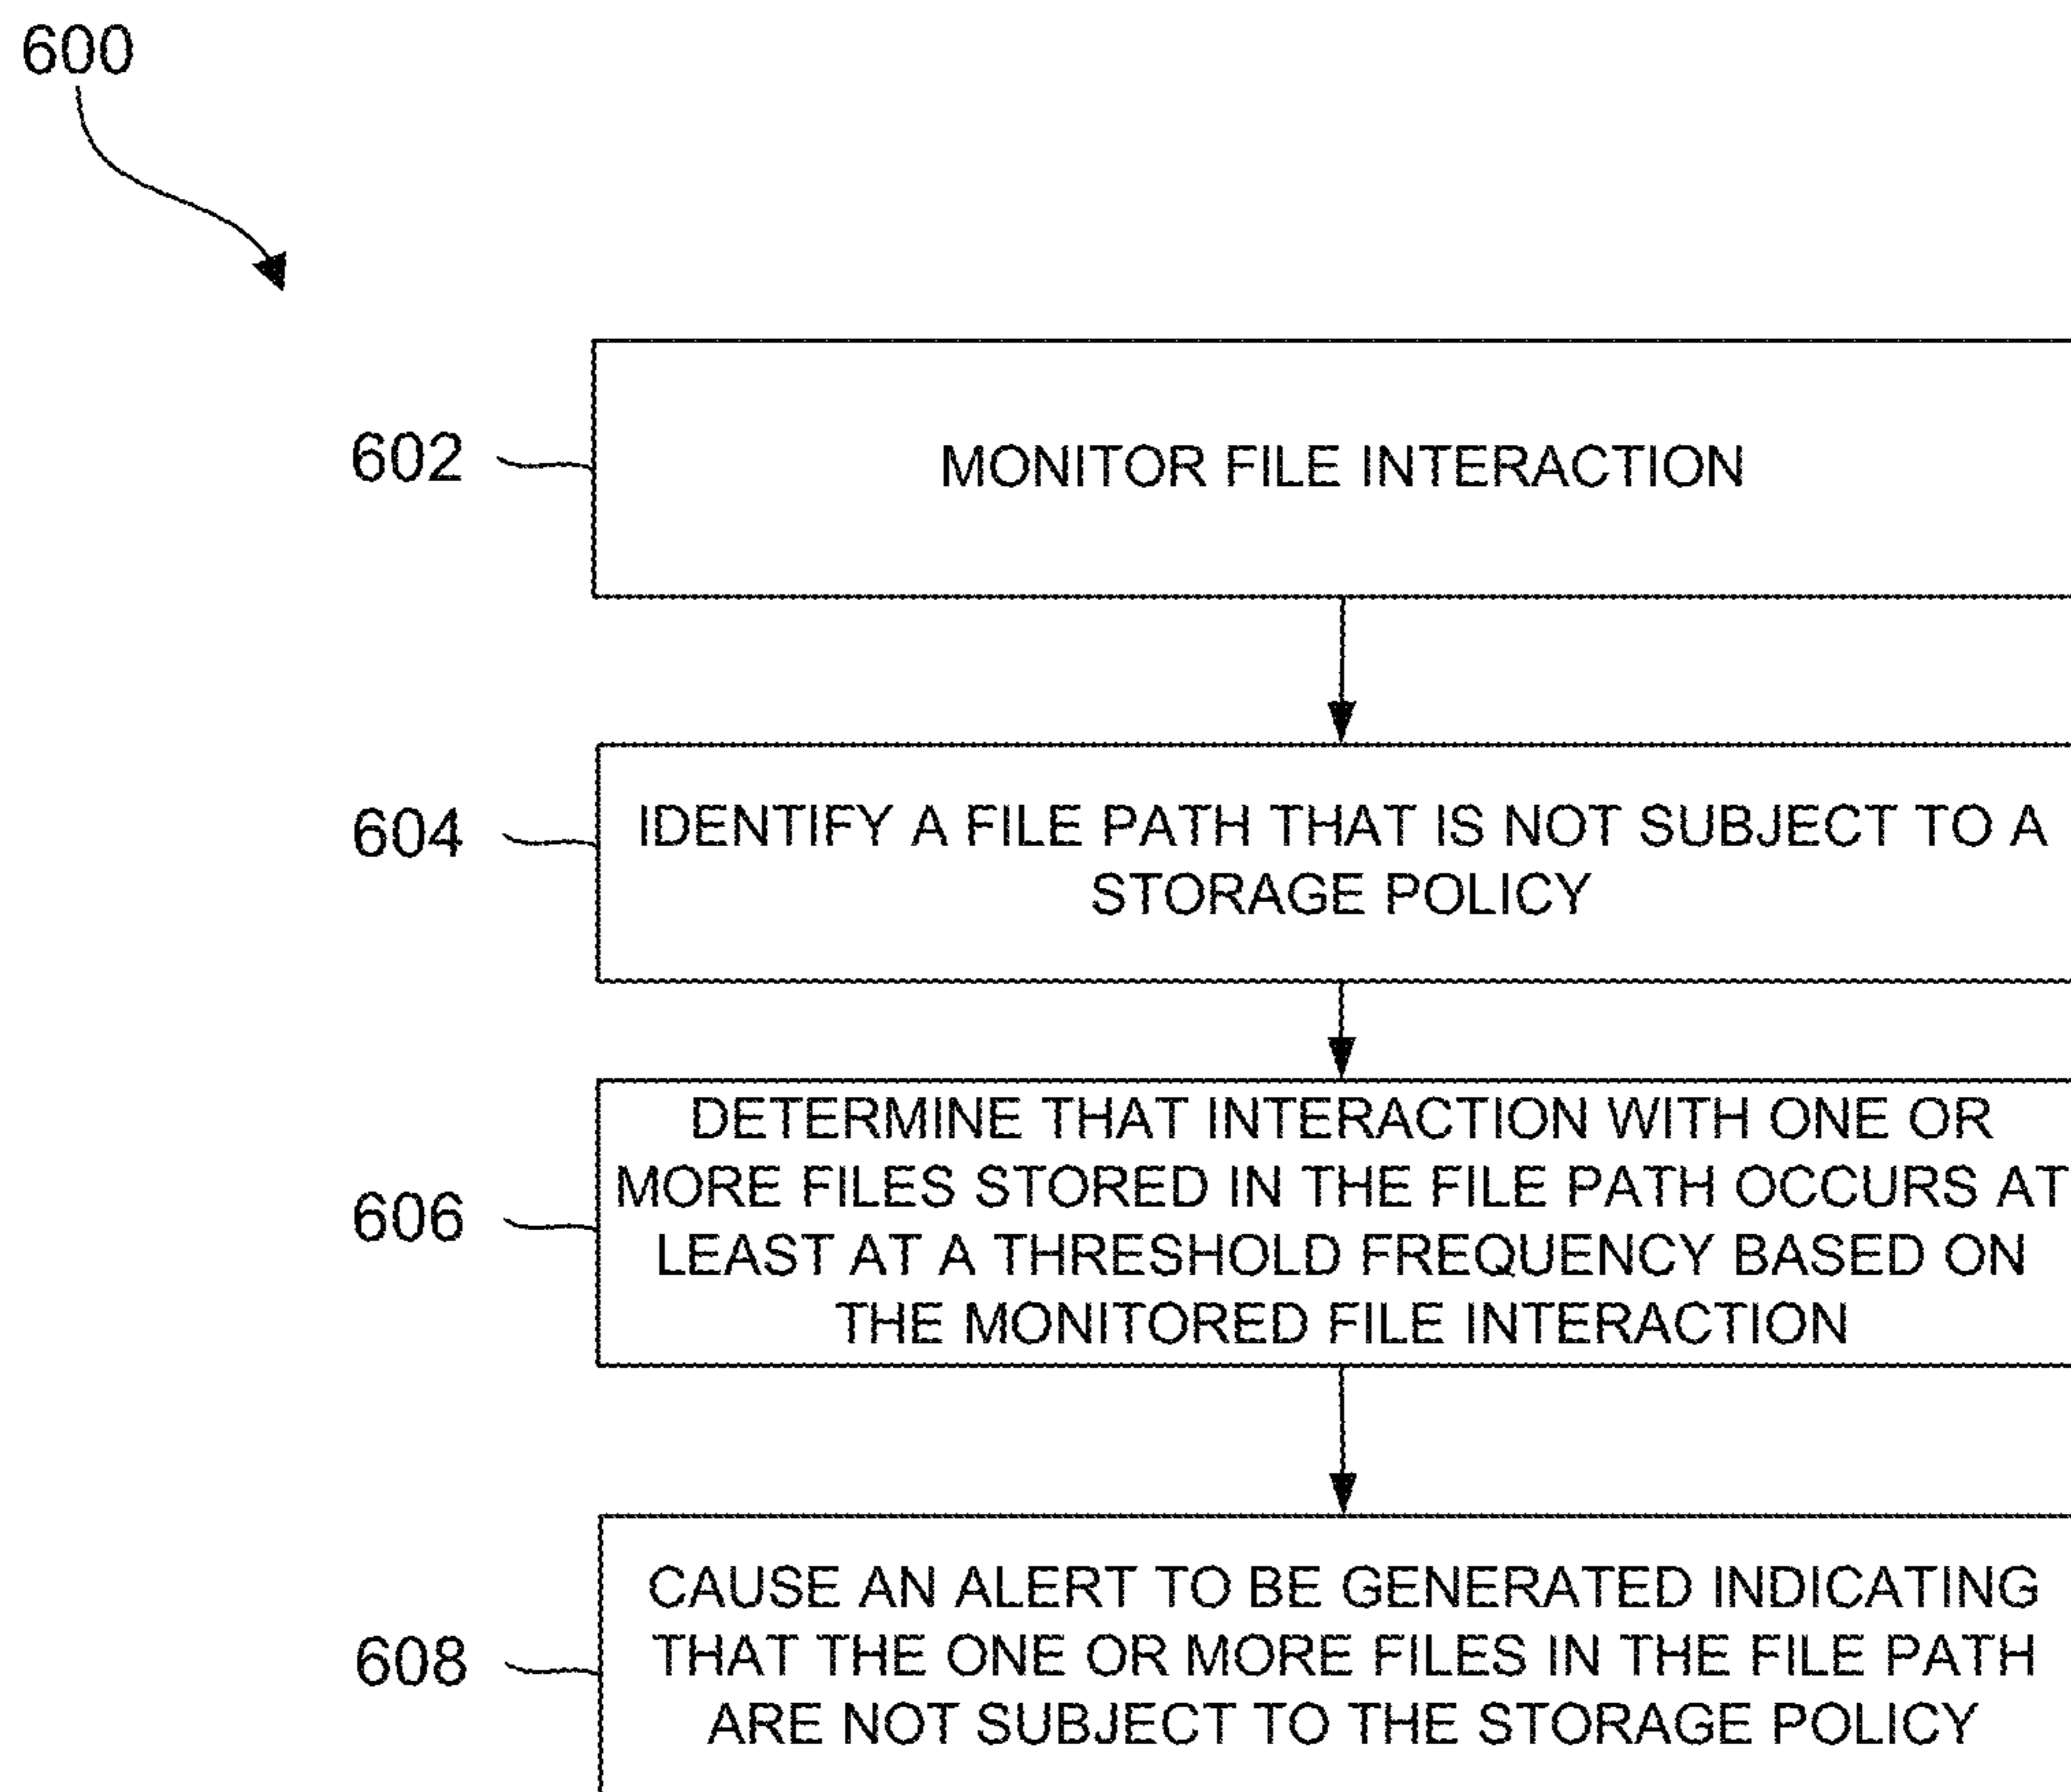 600
602
MONITOR FILE INTERACTION
604
IDENTIFY A FILE PATH THAT IS NOT SUBJECT TO A
STORAGE POLICY
606
DETERMINE THAT INTERACTION WITH ONE OR
MORE FILES STORED IN THE FILE PATH OCCURS AT
LEAST AT A THRESHOLD FREQUENCY BASED ON
THE MONITORED FILE INTERACTION
608
CAUSE AN ALERT TO BE GENERATED INDICATING
THAT THE ONE OR MORE FILES IN THE FILE PATH
ARE NOT SUBJECT TO THE STORAGE POLICY